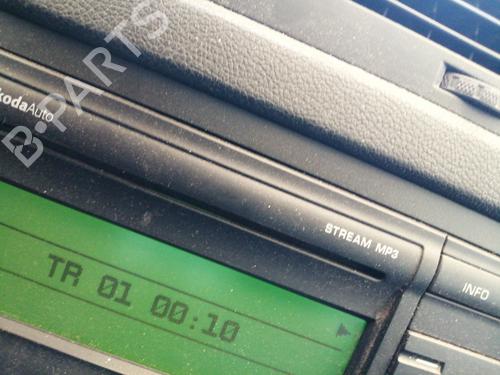 B-PARTS
kodaAuto
STREAM MP3
INFO
TR 01 00:10